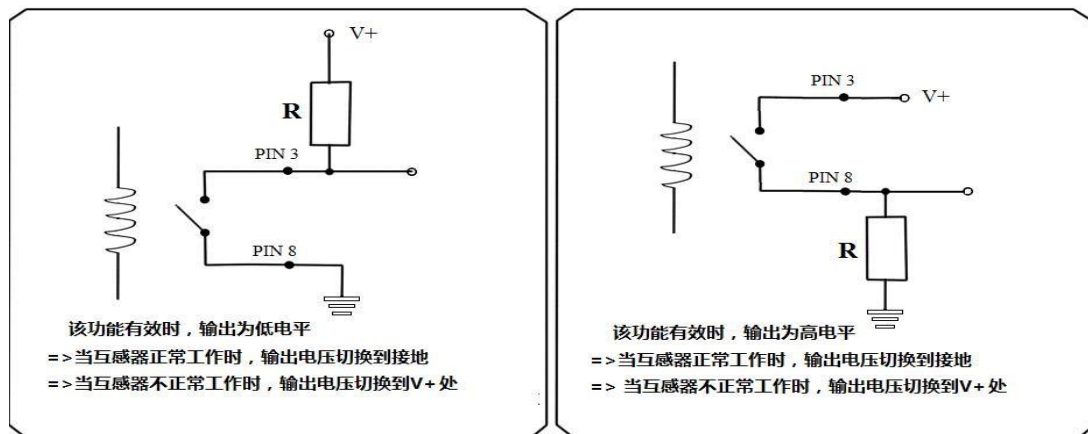 V+
R
PIN 3
PIN 8
该功能有效时，输出为低电平
=>当互感器正常工作时，输出电压切换到接地
=>当互感器不正常工作时，输出电压切换到V+处
PIN 3
V+
PIN 8
R
该功能有效时，输出为高电平
=>当互感器正常工作时，输出电压切换到接地
=> 当互感器不正常工作时，输出电压切换到V+处